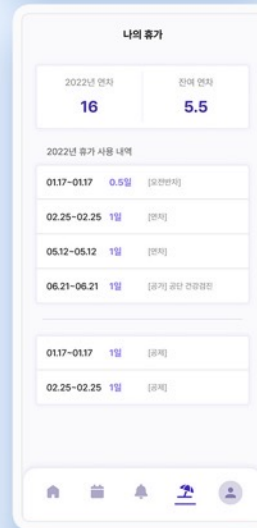 나의 휴가
2022년 연차 잔여 연차
16 5.5
2022년 휴가 사용 내역
01.17~01.17 0.5일 [오전반차]
02.25~02.25 1일 [연차]
05.12~05.12 1일 [연차]
06.21~06.21 1일 [공가] 공단 건강검진
01.17~01.17 1일 [공제]
02.25~02.25 1일 [공제]